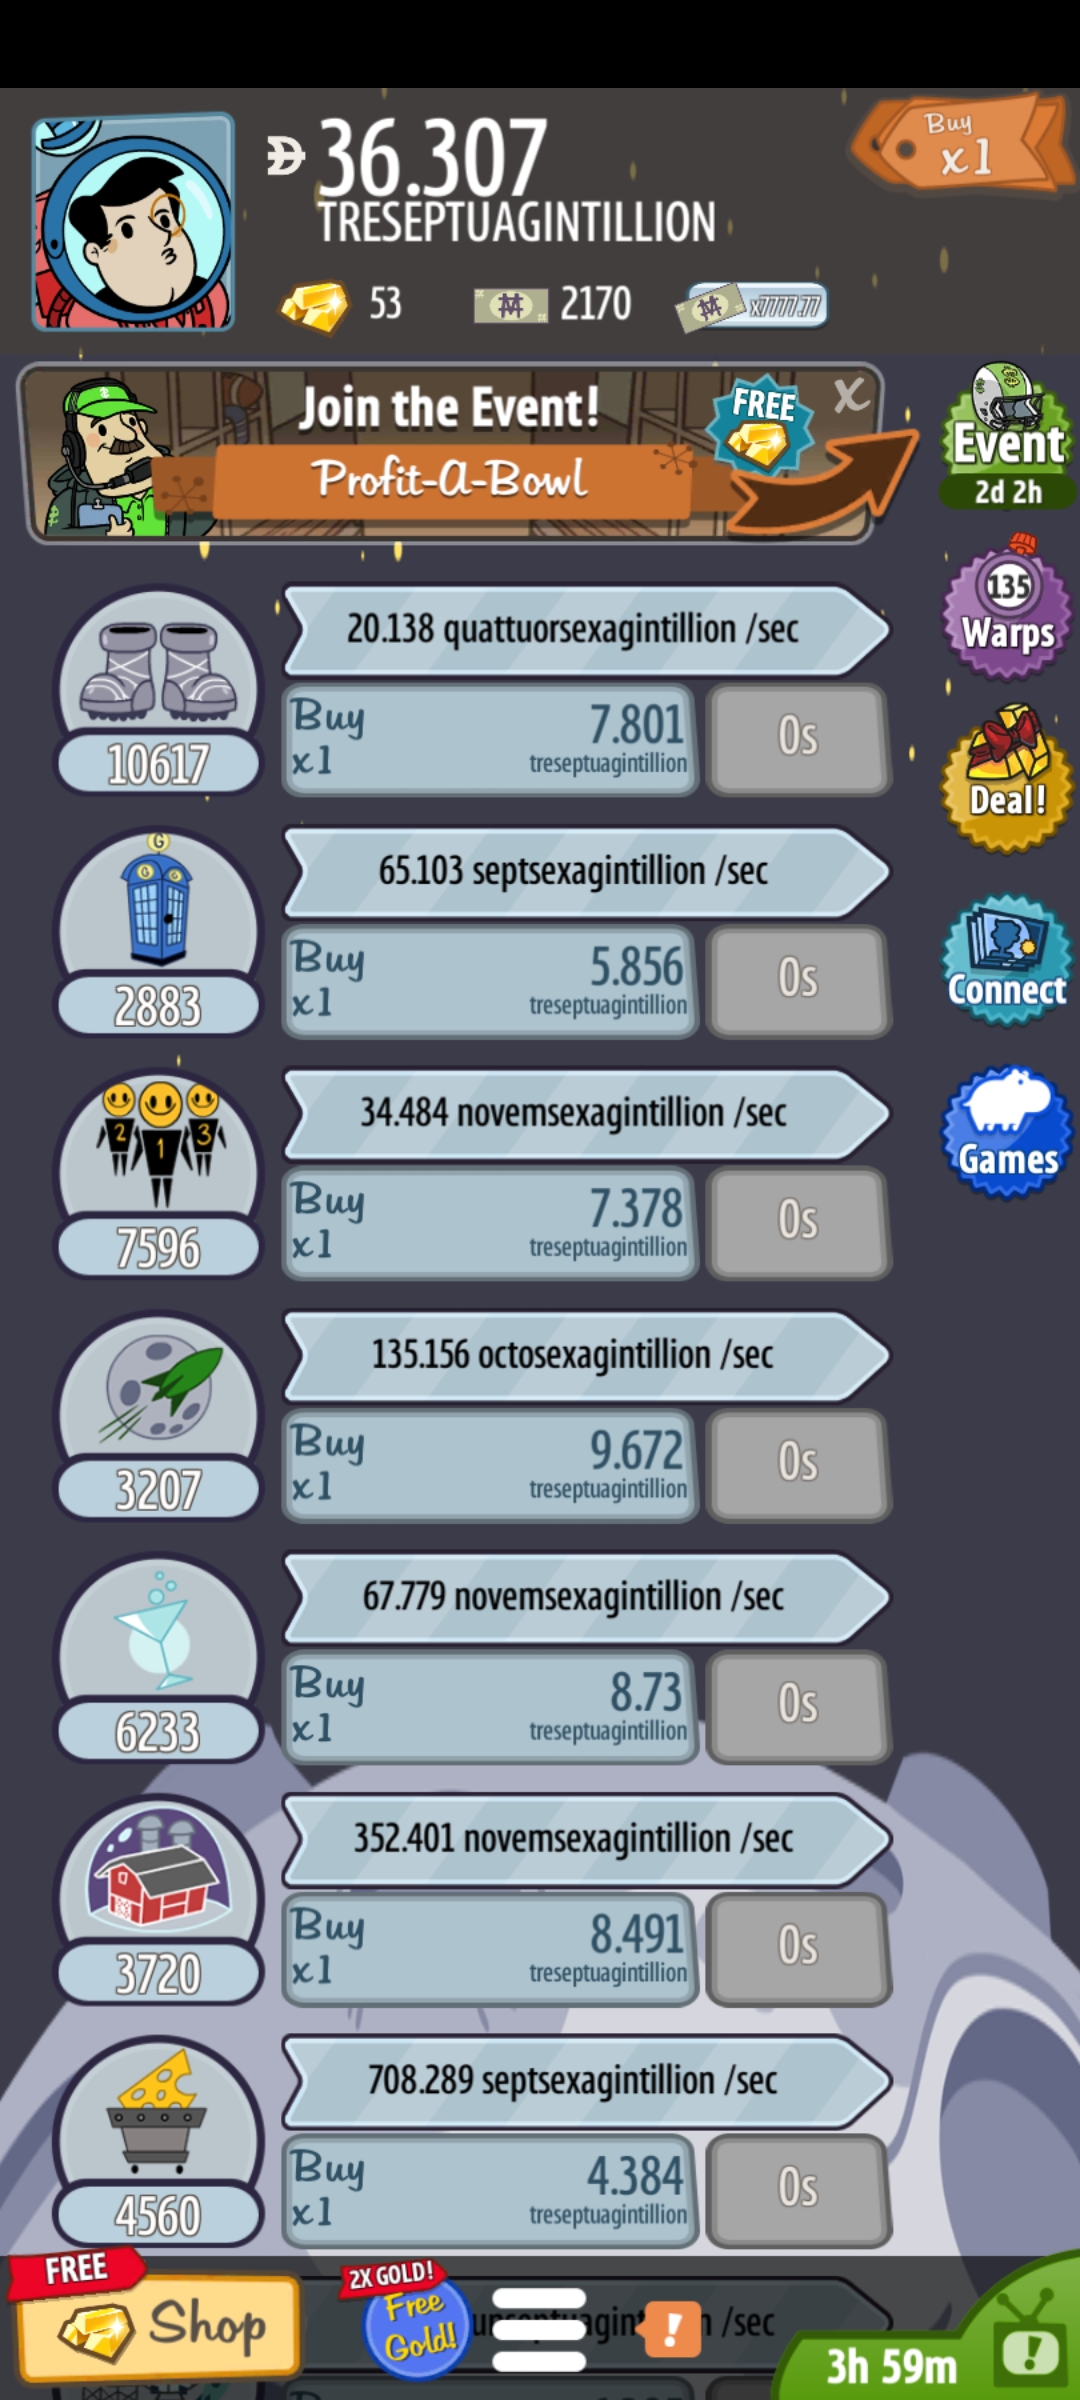 Buy
x1
36.307
TRESEPTUAGINTILLION
53
2170
x7777.77
Join the Event!
Profit-A-Bowl
FREE
X
Event
2d 2h
135
Warps
Deal!
Connect
Games
20.138 quattuorsexagintillion /sec
10617
Buy
x1
7.801
treseptuagintillion
0s
G
G G
65.103 septsexagintillion /sec
2883
Buy
x1
5.856
treseptuagintillion
0s
2 1 3
34.484 novemsexagintillion /sec
7596
Buy
x1
7.378
treseptuagintillion
0s
135.156 octosexagintillion /sec
3207
Buy
x1
9.672
treseptuagintillion
0s
67.779 novemsexagintillion /sec
6233
Buy
x1
8.73
treseptuagintillion
0s
352.401 novemsexagintillion /sec
3720
Buy
x1
8.491
treseptuagintillion
0s
708.289 septsexagintillion /sec
4560
Buy
x1
4.384
treseptuagintillion
0s
FREE
Shop
2X GOLD!
Free
Gold!
!
/sec
3h 59m
!